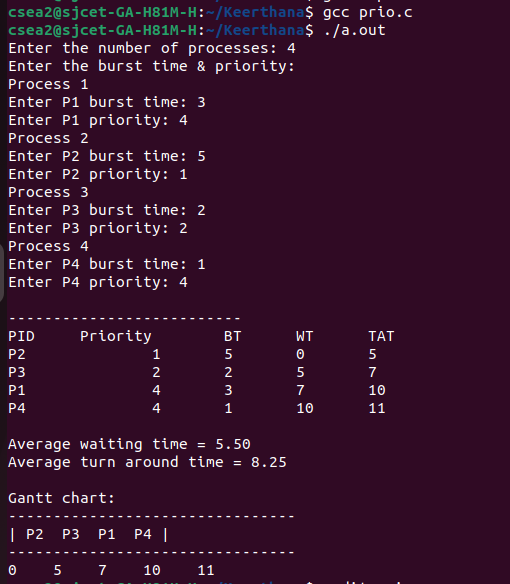 csea2@sjcet-GA-H81M-H:~/Keerthana$ gcc prio.c
csea2@sjcet-GA-H81M-H:~/Keerthana$ ./a.out
Enter the number of processes: 4
Enter the burst time & priority:
Process 1
Enter P1 burst time: 3
Enter P1 priority: 4
Process 2
Enter P2 burst time: 5
Enter P2 priority: 1
Process 3
Enter P3 burst time: 2
Enter P3 priority: 2
Process 4
Enter P4 burst time: 1
Enter P4 priority: 4
--------------------------
PID     Priority        BT      WT      TAT
P2              1       5       0       5
P3              2       2       5       7
P1              4       3       7       10
P4              4       1       10      11
Average waiting time = 5.50
Average turn around time = 8.25
Gantt chart:
--------------------------------
| P2  P3  P1  P4 |
--------------------------------
0    5    7    10    11